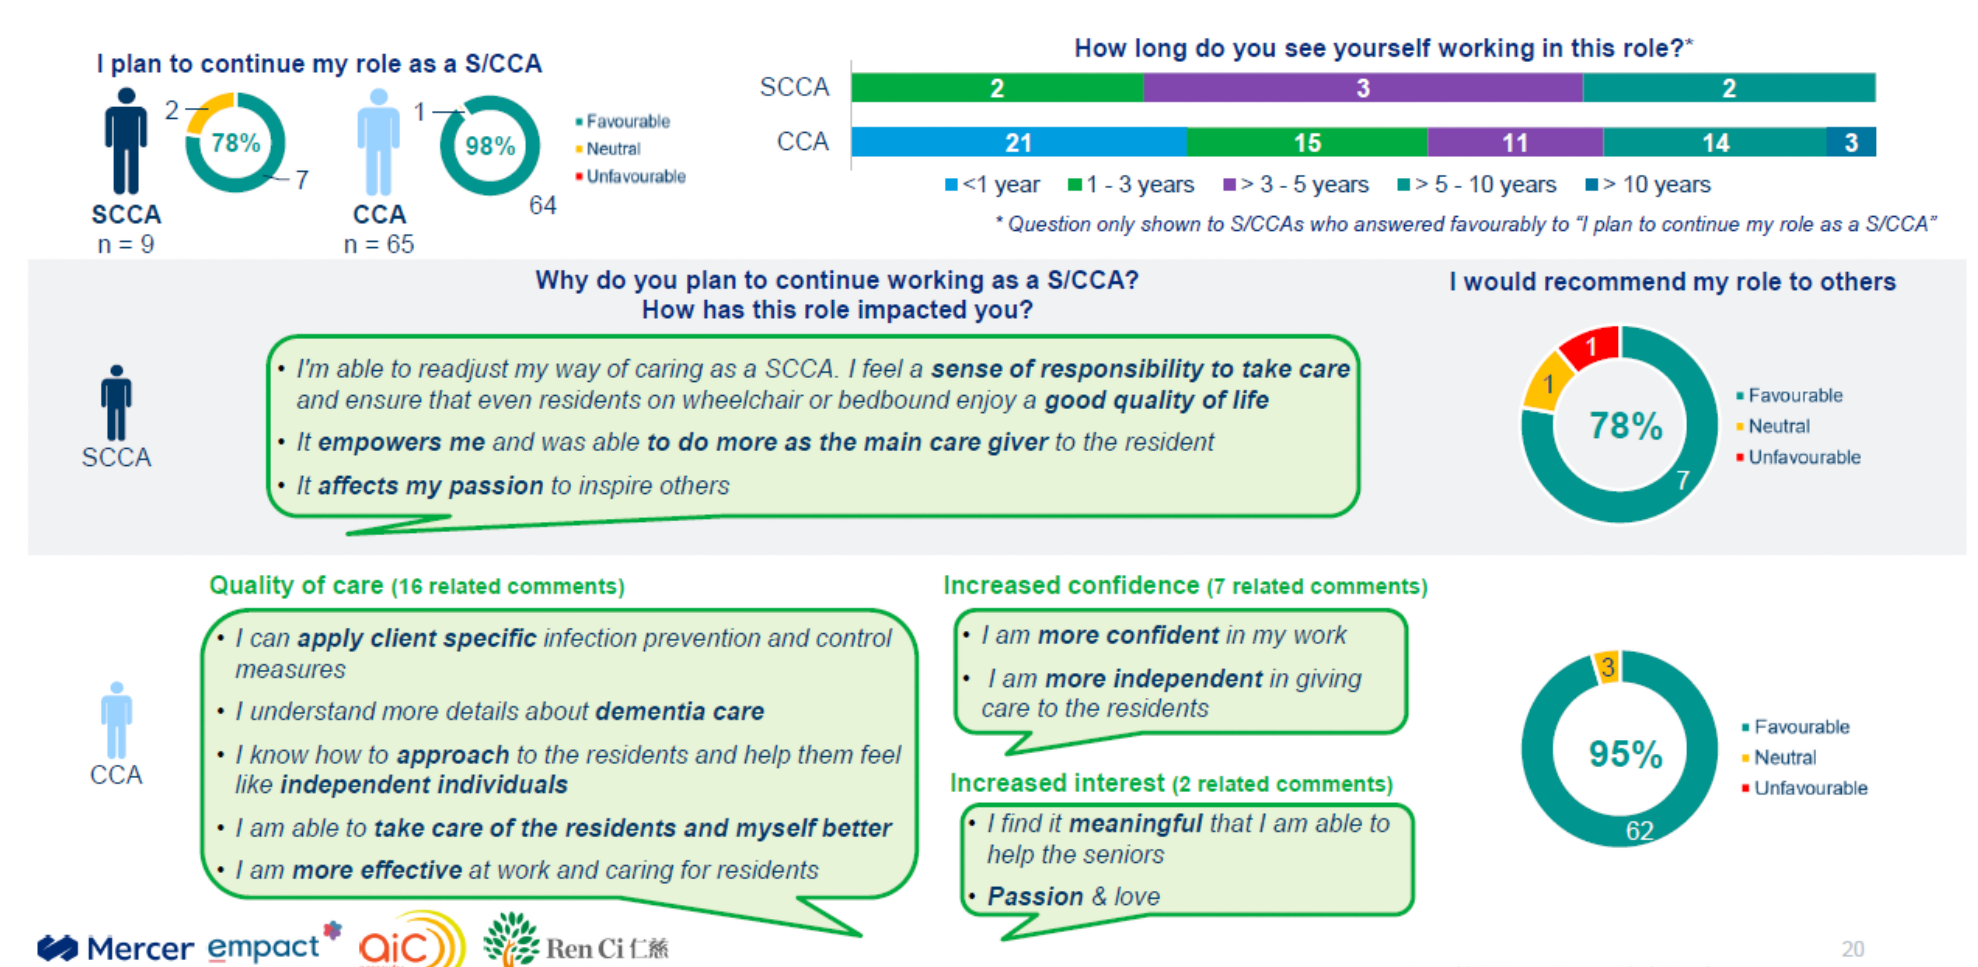 I plan to continue my role as a S/CCA
2
78%
7
SCCA
n = 9
1
98%
64
CCA
n = 65
Favourable
Neutral
Unfavourable
How long do you see yourself working in this role?*
SCCA
2
3
2
CCA
21
15
11
14
3
<1 year
1 - 3 years
> 3 - 5 years
> 5 - 10 years
> 10 years
* Question only shown to S/CCAs who answered favourably to “I plan to continue my role as a S/CCA”
Why do you plan to continue working as a S/CCA?
How has this role impacted you?
SCCA
• I'm able to readjust my way of caring as a SCCA. I feel a sense of responsibility to take care
and ensure that even residents on wheelchair or bedbound enjoy a good quality of life
• It empowers me and was able to do more as the main care giver to the resident
• It affects my passion to inspire others
I would recommend my role to others
1
1
78%
7
Favourable
Neutral
Unfavourable
CCA
Quality of care (16 related comments)
• I can apply client specific infection prevention and control
measures
• I understand more details about dementia care
• I know how to approach to the residents and help them feel
like independent individuals
• I am able to take care of the residents and myself better
• I am more effective at work and caring for residents
Increased confidence (7 related comments)
• I am more confident in my work
• I am more independent in giving
care to the residents
Increased interest (2 related comments)
• I find it meaningful that I am able to
help the seniors
• Passion & love
3
95%
62
Favourable
Neutral
Unfavourable
Mercer
empact
aic
Ren Ci 仁慈
20